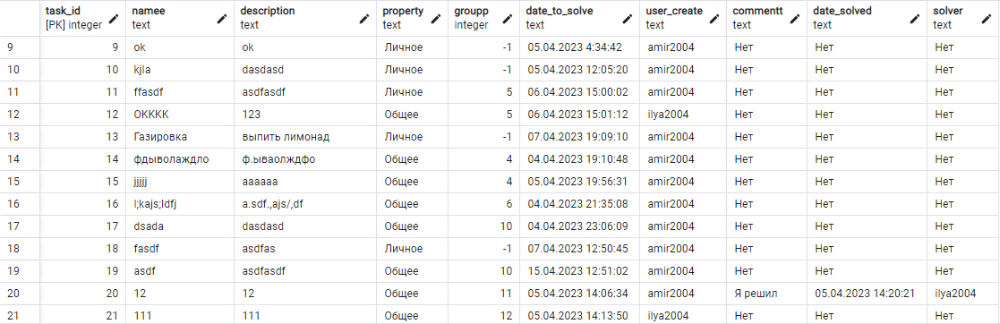 task_id namee description property groupp date_to_solve user_create commentt date_solved solver
[PK] integer text text text integer text text text text text
9 9 ok ok Личное -1 05.04.2023 4:34:42 amir2004 Нет Нет Нет
10 10 kjla dasdasd Личное -1 05.04.2023 12:05:20 amir2004 Нет Нет Нет
11 11 ffasdf asdfasdf Личное 5 06.04.2023 15:00:02 amir2004 Нет Нет Нет
12 12 OKKKK 123 Общее 5 06.04.2023 15:01:12 ilya2004 Нет Нет Нет
13 13 Газировка выпить лимонад Личное -1 07.04.2023 19:09:10 amir2004 Нет Нет Нет
14 14 фдыволаждло ф.ываолждфо Общее 4 04.04.2023 19:10:48 amir2004 Нет Нет Нет
15 15 jjjjj aaaaaa Общее 4 05.04.2023 19:56:31 amir2004 Нет Нет Нет
16 16 l;kajs;ldfj a.sdf.,ajs/,df Общее 6 04.04.2023 21:35:08 amir2004 Нет Нет Нет
17 17 dsada dasdasd Общее 10 04.04.2023 23:06:09 amir2004 Нет Нет Нет
18 18 fasdf asdfas Личное -1 07.04.2023 12:50:45 amir2004 Нет Нет Нет
19 19 asdf asdfasdf Общее 10 15.04.2023 12:51:02 amir2004 Нет Нет Нет
20 20 12 12 Общее 11 05.04.2023 14:06:34 amir2004 Я решил 05.04.2023 14:20:21 ilya2004
21 21 111 111 Общее 12 05.04.2023 14:13:50 ilya2004 Нет Нет Нет